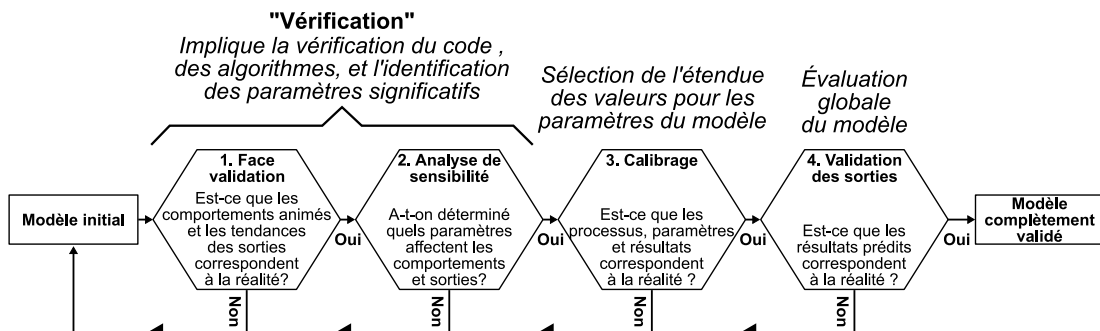 "Vérification"
Implique la vérification du code ,
des algorithmes, et l'identification
des paramètres significatifs
Sélection de l'étendue
des valeurs pour les
paramètres du modèle
Évaluation
globale
du modèle
Modèle initial
1. Face
validation
Est-ce que les
comportements animés
et les tendances
des sorties
correspondent
à la réalité?
Oui
Non
2. Analyse de
sensibilité
A-t-on déterminé
quels paramètres
affectent les
comportements
et sorties?
Oui
Non
3. Calibrage
Est-ce que les
processus, paramètres
et résultats
correspondent
à la réalité ?
Oui
Non
4. Validation
des sorties
Est-ce que les
résultats prédits
correspondent
à la réalité ?
Oui
Non
Modèle
complètement
validé